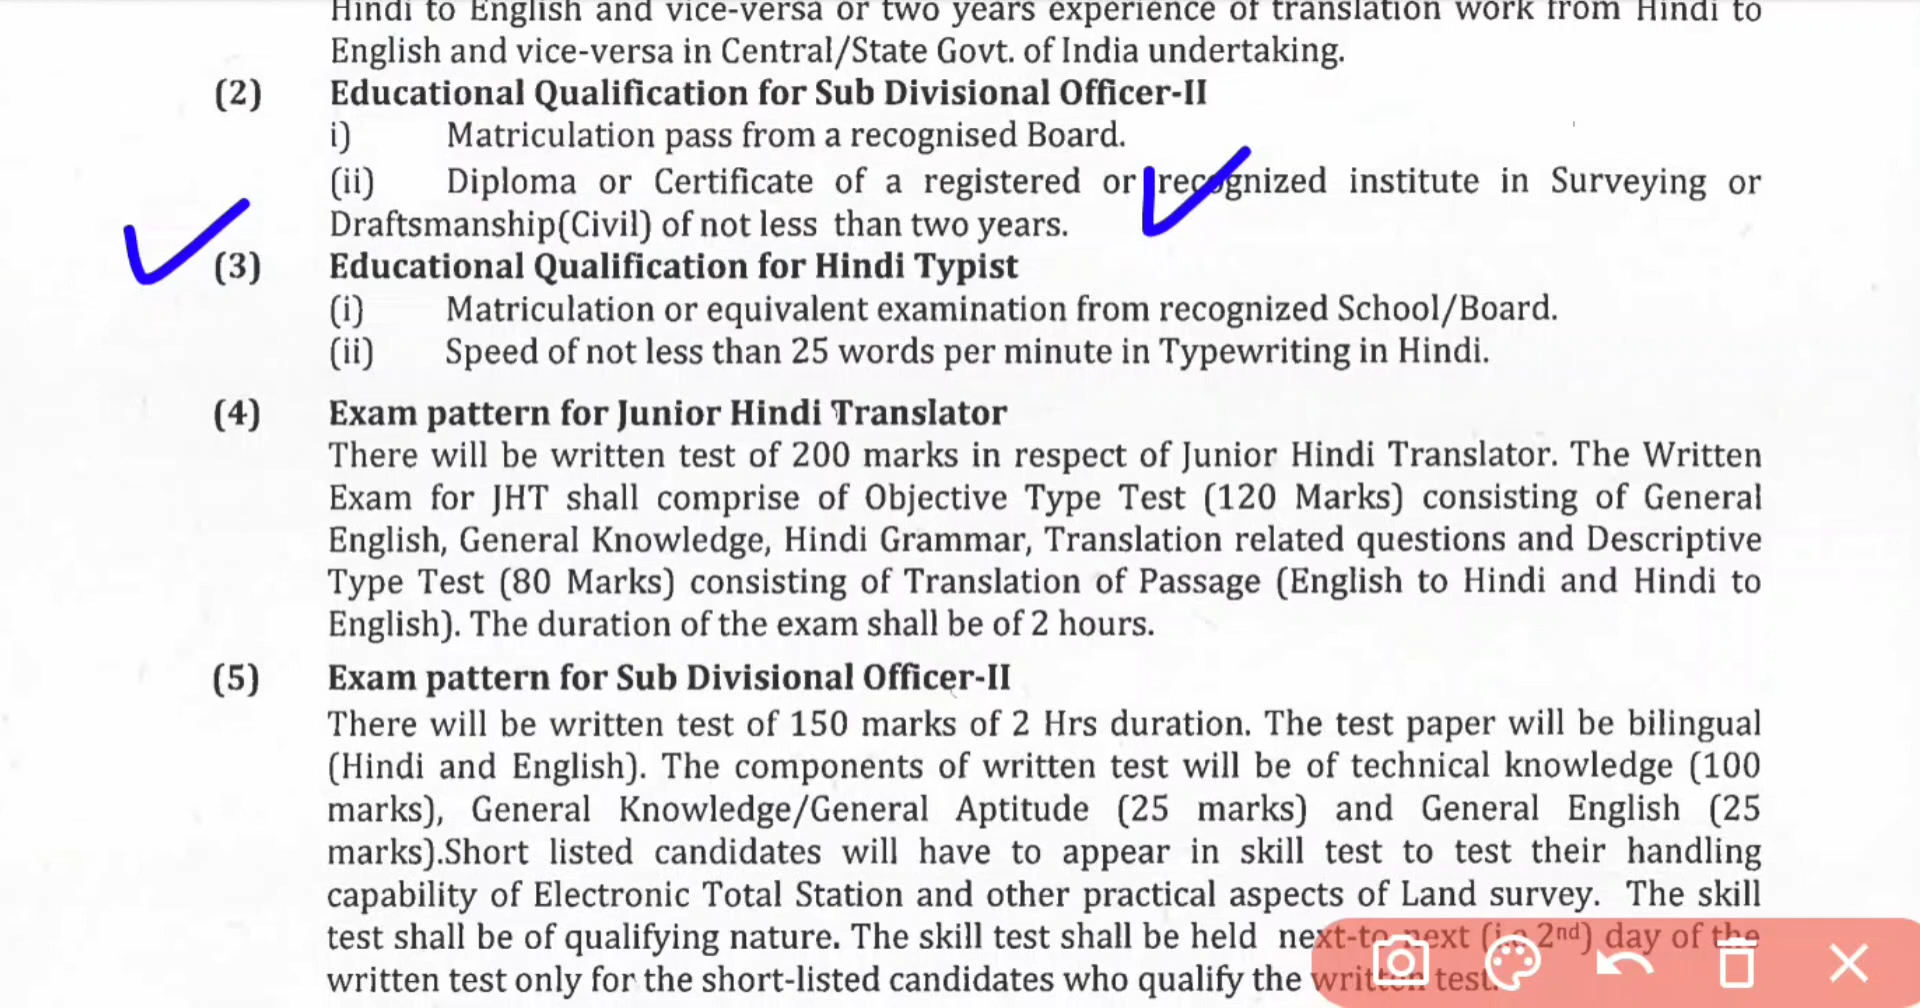 Hindi to English and vice-versa or two years experience of translation work from Hindi to
English and vice-versa in Central/State Govt. of India undertaking.
(2) Educational Qualification for Sub Divisional Officer-II
i) Matriculation pass from a recognised Board.
(ii) Diploma or Certificate of a registered or recognized institute in Surveying or
Draftsmanship(Civil) of not less than two years.
(3) Educational Qualification for Hindi Typist
(i) Matriculation or equivalent examination from recognized School/Board.
(ii) Speed of not less than 25 words per minute in Typewriting in Hindi.
(4) Exam pattern for Junior Hindi Translator
There will be written test of 200 marks in respect of Junior Hindi Translator. The Written
Exam for JHT shall comprise of Objective Type Test (120 Marks) consisting of General
English, General Knowledge, Hindi Grammar, Translation related questions and Descriptive
Type Test (80 Marks) consisting of Translation of Passage (English to Hindi and Hindi to
English). The duration of the exam shall be of 2 hours.
(5) Exam pattern for Sub Divisional Officer-II
There will be written test of 150 marks of 2 Hrs duration. The test paper will be bilingual
(Hindi and English). The components of written test will be of technical knowledge (100
marks), General Knowledge/General Aptitude (25 marks) and General English (25
marks).Short listed candidates will have to appear in skill test to test their handling
capability of Electronic Total Station and other practical aspects of Land survey. The skill
test shall be of qualifying nature. The skill test shall be held next-to-next (i.e 2nd) day of the
written test only for the short-listed candidates who qualify the written test.